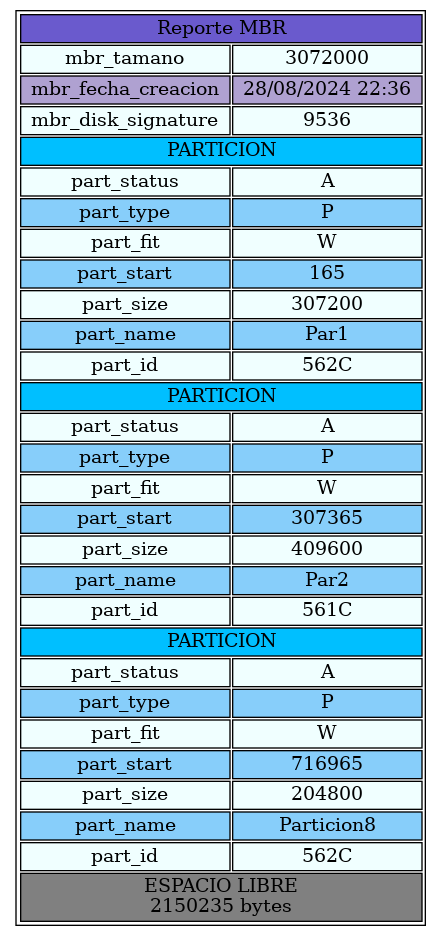 Reporte MBR
mbr_tamano 3072000
mbr_fecha_creacion 28/08/2024 22:36
mbr_disk_signature 9536
PARTICION
part_status A
part_type P
part_fit W
part_start 165
part_size 307200
part_name Par1
part_id 562C
PARTICION
part_status A
part_type P
part_fit W
part_start 307365
part_size 409600
part_name Par2
part_id 561C
PARTICION
part_status A
part_type P
part_fit W
part_start 716965
part_size 204800
part_name Particion8
part_id 562C
ESPACIO LIBRE
2150235 bytes